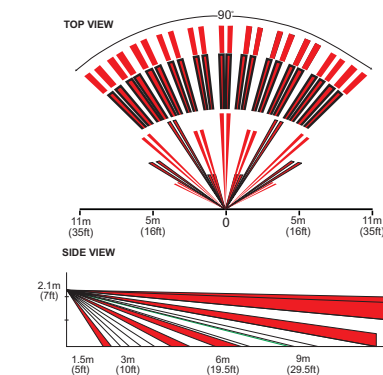 TOP VIEW
90°
11m 5m 0 5m 11m
(35ft) (16ft) (16ft) (35ft)
SIDE VIEW
2.1m
(7ft)
1.5m 3m 6m 9m
(5ft) (10ft) (19.5ft) (29.5ft)